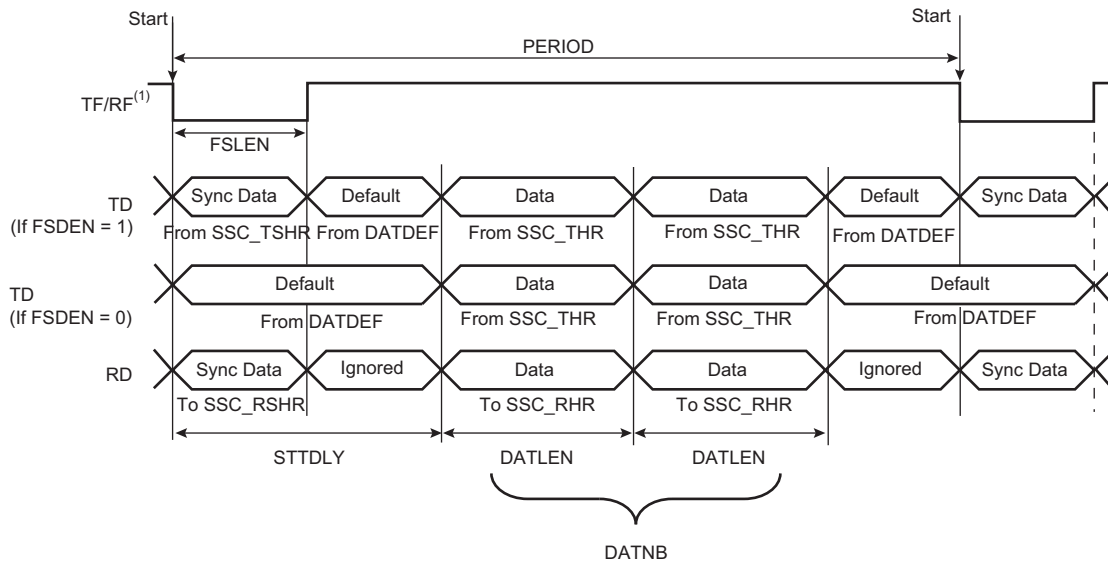 Start Start
PERIOD
TF/RF(1)
FSLEN
TD
(If FSDEN = 1)
Sync Data Default Data Data Default Sync Data
From SSC_TSHR From DATDEF From SSC_THR From SSC_THR From DATDEF
TD
(If FSDEN = 0)
Default Data Data Default
From DATDEF From SSC_THR From SSC_THR From DATDEF
RD
Sync Data Ignored Data Data Ignored Sync Data
To SSC_RSHR To SSC_RHR To SSC_RHR
STTDLY DATLEN DATLEN
DATNB